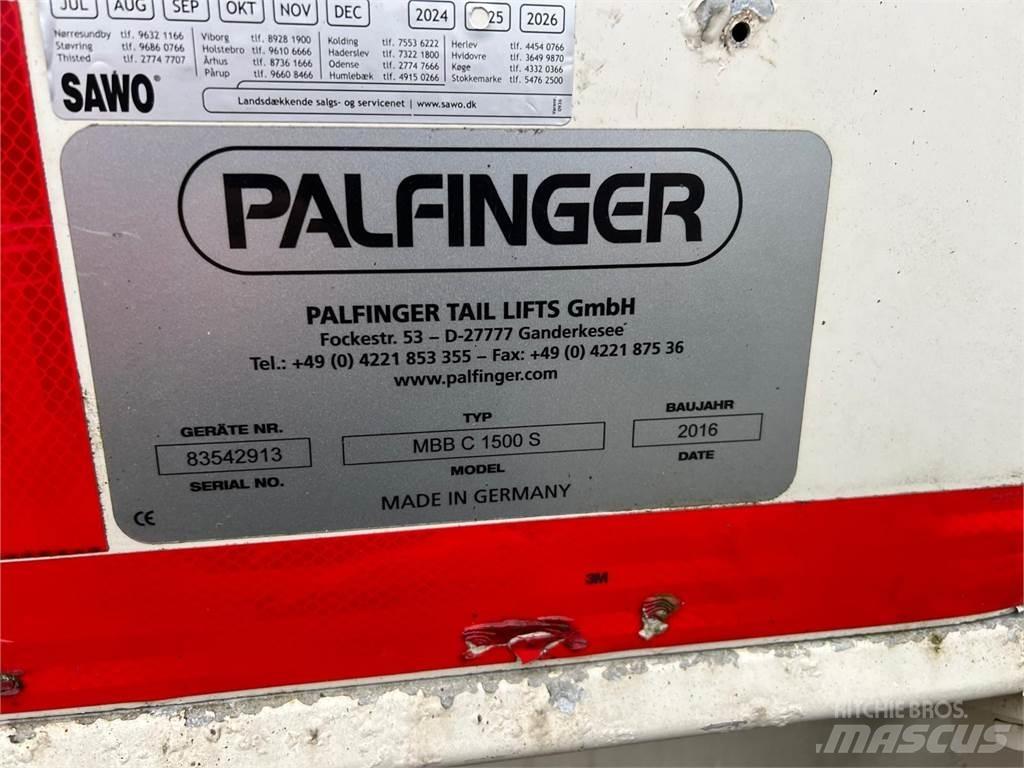 JUL AUG SEP OKT NOV DEC 2024 25 2026
Nørresundby tlf. 9632 1166 Viborg tlf. 8928 1900 Kolding tlf. 7553 6222 Herlev tlf. 4454 0766
Støvring tlf. 9686 0766 Holstebro tlf. 9610 6666 Haderslev tlf. 7322 1800 Hvidovre tlf. 3649 9870
Thisted tlf. 2774 7707 Århus tlf. 8736 1666 Odense tlf. 2774 7666 Køge tlf. 4332 0366
Pårup tlf. 9660 8466 Humlebæk tlf. 4915 0266 Stokkemarke tlf. 5476 2500
SAWO
Landsdækkende salgs- og servicenet | www.sawo.dk
PALFINGER
PALFINGER TAIL LIFTS GmbH
Fockestr. 53 – D-27777 Ganderkesee
Tel.: +49 (0) 4221 853 355 – Fax: +49 (0) 4221 875 36
www.palfinger.com
GERÄTE NR. TYP BAUJAHR
83542913 MBB C 1500 S 2016
SERIAL NO. MODEL DATE
MADE IN GERMANY
CE
3M
RITCHIE BROS.
MASCUS